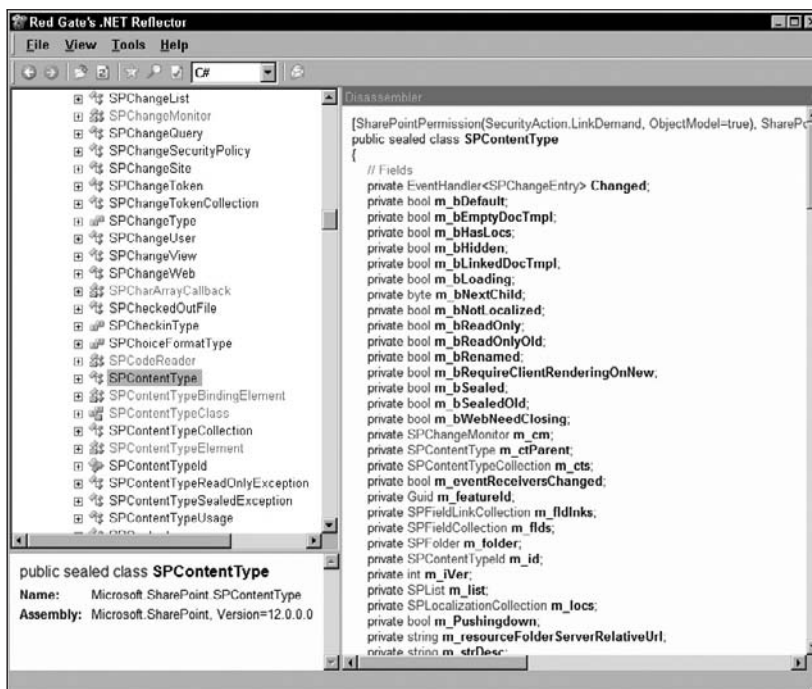 Red Gate's .NET Reflector
File View Tools Help
C#
SPChangeList
SPChangeMonitor
SPChangeQuery
SPChangeSecurityPolicy
SPChangeSite
SPChangeToken
SPChangeTokenCollection
SPChangeType
SPChangeUser
SPChangeView
SPChangeWeb
SPCharArrayCallback
SPCheckedOutFile
SPCheckinType
SPChoiceFormatType
SPCodeReader
SPContentType
SPContentTypeBindingElement
SPContentTypeClass
SPContentTypeCollection
SPContentTypeElement
SPContentTypeId
SPContentTypeReadOnlyException
SPContentTypeSealedException
SPContentTypeUsage
public sealed class SPContentType
Name: Microsoft.SharePoint.SPContentType
Assembly: Microsoft.SharePoint, Version=12.0.0.0
Disassembler
[SharePointPermission(SecurityAction.LinkDemand, ObjectModel=true), SharePo
public sealed class SPContentType
{
// Fields
private EventHandler<SPChangeEntry> Changed;
private bool m_bDefault;
private bool m_bEmptyDocTmpl;
private bool m_bHasLocs;
private bool m_bHidden;
private bool m_bLinkedDocTmpl;
private bool m_bLoading;
private byte m_bNextChild;
private bool m_bNotLocalized;
private bool m_bReadOnly;
private bool m_bReadOnlyOld;
private bool m_bRenamed;
private bool m_bRequireClientRenderingOnNew;
private bool m_bSealed;
private bool m_bSealedOld;
private bool m_bWebNeedClosing;
private SPChangeMonitor m_cm;
private SPContentType m_ctParent;
private SPContentTypeCollection m_cts;
private bool m_eventReceiversChanged;
private Guid m_featureId;
private SPFieldLinkCollection m_fldlnks;
private SPFieldCollection m_flds;
private SPFolder m_folder;
private SPContentTypeId m_id;
private int m_iVer;
private SPList m_list;
private SPLocalizationCollection m_locs;
private bool m_Pushingdown;
private string m_resourceFolderServerRelativeUrl;
private string m_strDesc;